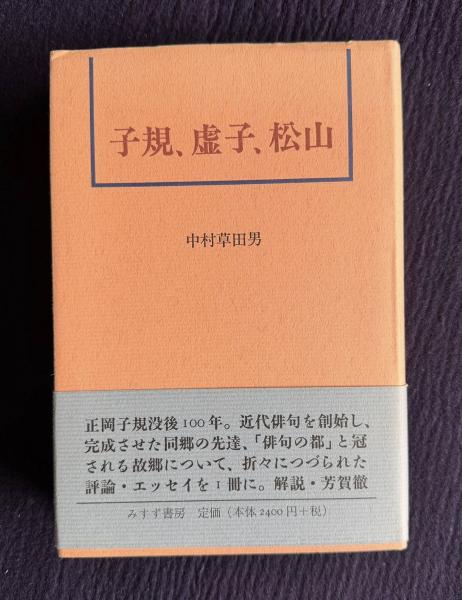 子規、虚子、松山
中村草田男
正岡子規没後100年。近代俳句を創始し、
完成させた同郷の先達、「俳句の都」と冠
される故郷について、折々につづられた
評論・エッセイを1冊に。解説・芳賀徹
みすず書房 定価（本体2400円+税）